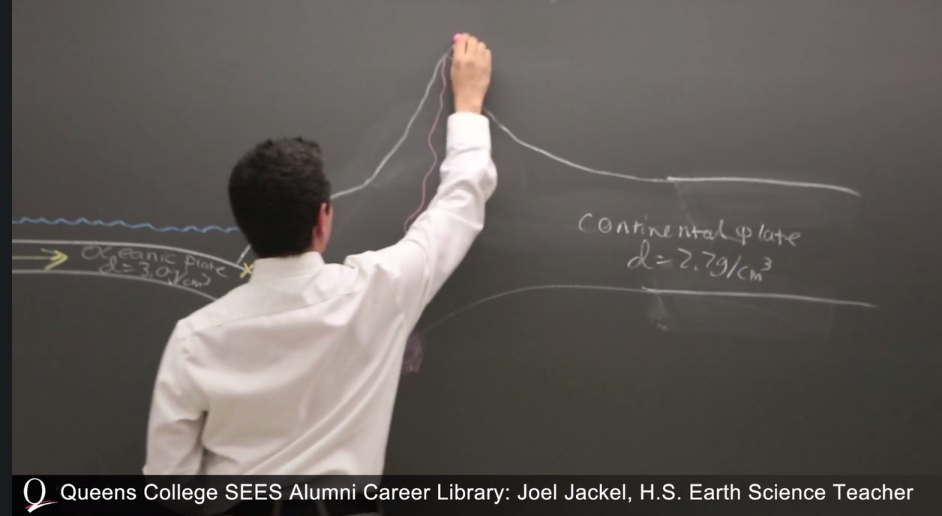 oceanic plate
d=3.0g/cm³
continental plate
d=2.7g/cm³
Queens College SEES Alumni Career Library: Joel Jackel, H.S. Earth Science Teacher